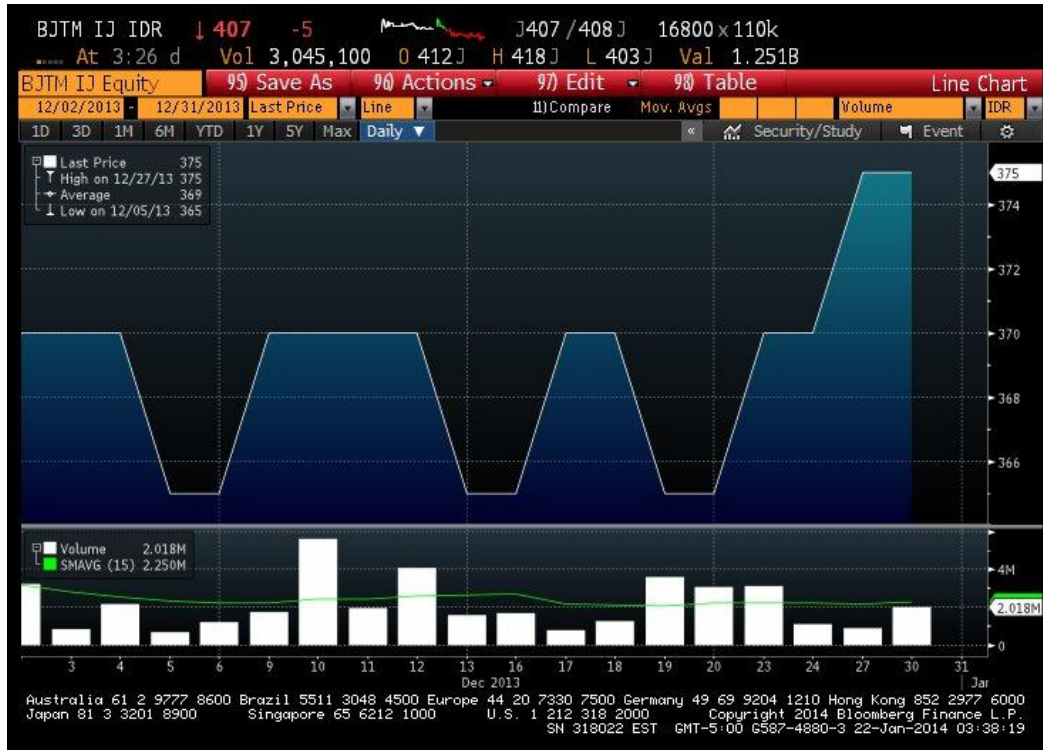 BJTM IJ IDR ↓ 407 -5 J407 / 408J 16800 x 110k
At 3:26 d Vol 3,045,100 O 412J H 418J L 403J Val 1.251B
BJTM IJ Equity 95) Save As 96) Actions 97) Edit 98) Table Line Chart
12/02/2013 - 12/31/2013 Last Price Line 11) Compare Mov. Avgs Volume IDR
1D 3D 1M 6M YTD 1Y 5Y Max Daily ▼ « Security/Study Event
Last Price 375
High on 12/27/13 375
Average 369
Low on 12/05/13 365
375
374
372
370
368
366
Volume 2.018M
SMAVG (15) 2.250M
4M
2.018M
0
3 4 5 6 9 10 11 12 13 16 17 18 19 20 23 24 27 30 31
Dec 2013 Jan
Australia 61 2 9777 8600 Brazil 5511 3048 4500 Europe 44 20 7330 7500 Germany 49 69 9204 1210 Hong Kong 852 2977 6000
Japan 81 3 3201 8900 Singapore 65 6212 1000 U.S. 1 212 318 2000 Copyright 2014 Bloomberg Finance L.P.
SN 318022 EST GMT-5:00 G587-4880-3 22-Jan-2014 03:38:19